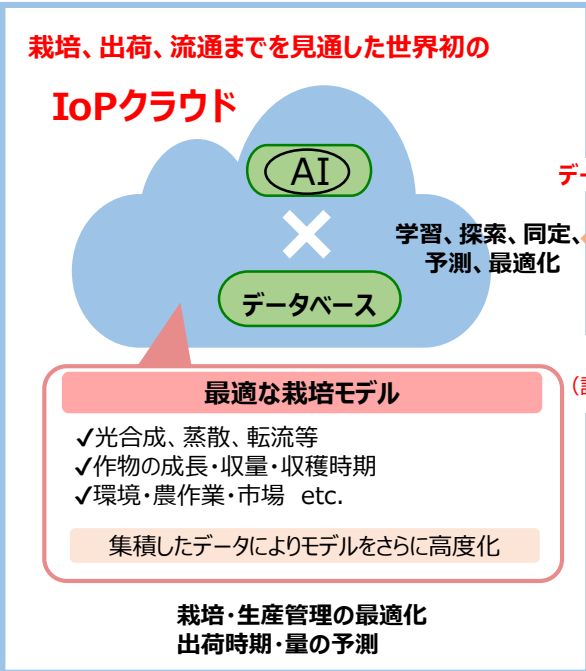 栽培、出荷、流通までを見通した世界初の
IoPクラウド
AI
×
デー
学習、探索、同定、
予測、最適化
データベース
最適な栽培モデル
✓光合成、蒸散、転流等
✓作物の成長・収量・収穫時期
✓環境・農作業・市場 etc.
集積したデータによりモデルをさらに高度化
栽培・生産管理の最適化
出荷時期・量の予測